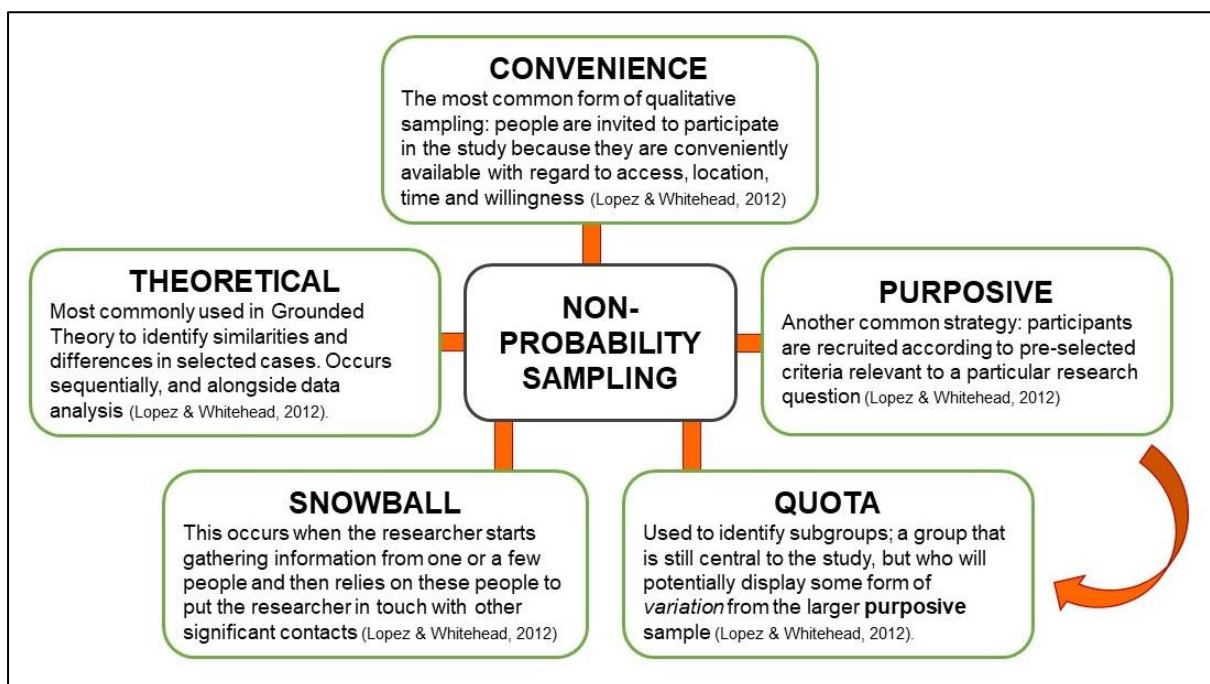 CONVENIENCE
The most common form of qualitative
sampling: people are invited to participate
in the study because they are conveniently
available with regard to access, location,
time and willingness (Lopez & Whitehead, 2012)
THEORETICAL
Most commonly used in Grounded
Theory to identify similarities and
differences in selected cases. Occurs
sequentially, and alongside data
analysis (Lopez & Whitehead, 2012).
NON-
PROBABILITY
SAMPLING
PURPOSIVE
Another common strategy: participants
are recruited according to pre-selected
criteria relevant to a particular research
question (Lopez & Whitehead, 2012)
SNOWBALL
This occurs when the researcher starts
gathering information from one or a few
people and then relies on these people to
put the researcher in touch with other
significant contacts (Lopez & Whitehead, 2012)
QUOTA
Used to identify subgroups; a group that
is still central to the study, but who will
potentially display some form of
variation from the larger purposive
sample (Lopez & Whitehead, 2012).